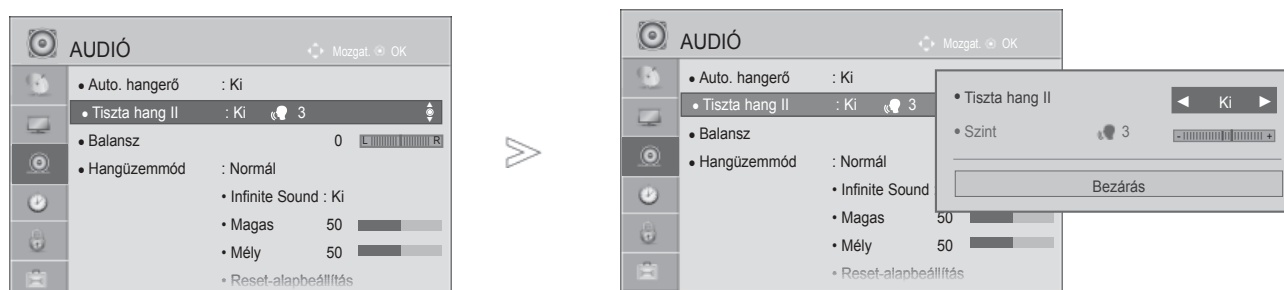 AUDIÓ Mozgat. OK
• Auto. hangerő : Ki
• Tiszta hang II : Ki 3
• Balansz 0 L R
• Hangüzemmód : Normál
• Infinite Sound : Ki
• Magas 50
• Mély 50
• Reset-alapbeállítás
>
AUDIÓ Mozgat. OK
• Auto. hangerő : Ki
• Tiszta hang II : Ki 3
• Balansz
• Hangüzemmód : Normál
• Infinite Sound :
• Magas 50
• Mély 50
• Reset-alapbeállítás
• Tiszta hang II ◄ Ki ►
• Szint 3 - +
Bezárás